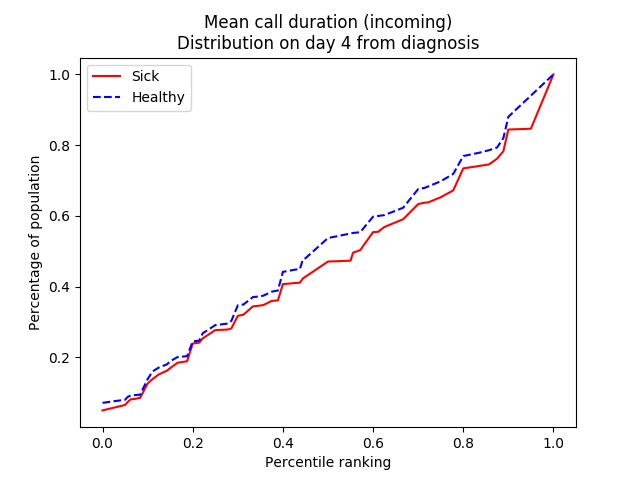 Mean call duration (incoming)
Distribution on day 4 from diagnosis
Sick
Healthy
Percentage of population
1.0
0.8
0.6
0.4
0.2
0.0 0.2 0.4 0.6 0.8 1.0
Percentile ranking